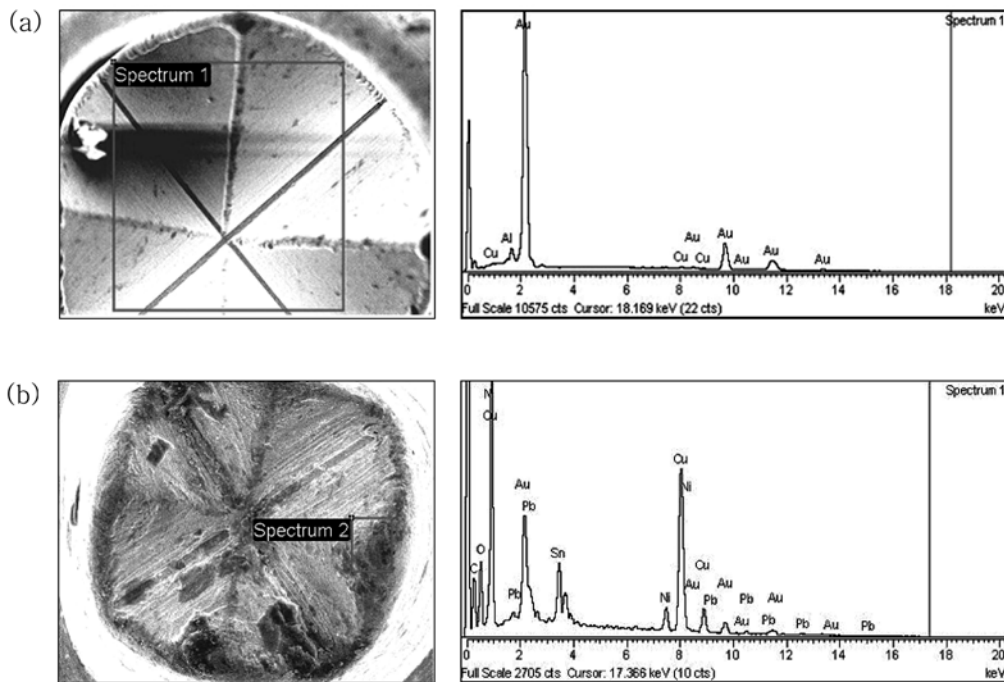 (a)
Spectrum 1
Spectrum 1
Au
Cu
Al
Au
Cu
Cu
Au
Au
Au
Au
0 2 4 6 8 10 12 14 16 18 20
Full Scale 10575 cts Cursor: 18.169 keV (22 cts)
keV
(b)
Spectrum 2
Spectrum 1
Ni
Cu
C
O
Au
Pb
Pb
Sn
Ni
Cu
Ni
Au
Cu
Pb
Au
Au
Pb
Pb
Au
Pb
Au
Pb
0 2 4 6 8 10 12 14 16 18 20
Full Scale 2705 cts Cursor: 17.366 keV (10 cts)
keV